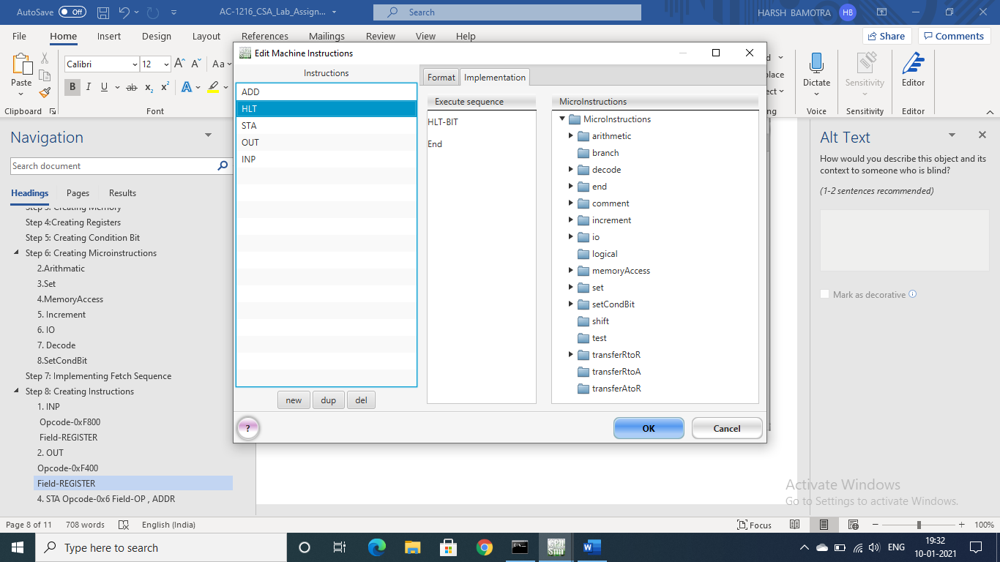 AutoSave Off AC-1216_CSA_Lab_Assign... Search HARSH BAMOTRA HB
File Home Insert Design Layout References Mailings Review View Help Share Comments
Paste
Clipboard
Calibri 12 A A Aa
B I U ab x₂ x² A
Font
Dictate
Voice
Sensitivity
Sensitivity
Editor
Editor
Navigation
Search document
Headings Pages Results
Step 3: Creating Memory
Step 4:Creating Registers
Step 5: Creating Condition Bit
Step 6: Creating Microinstructions
2.Arithmatic
3.Set
4.MemoryAccess
5. Increment
6. IO
7. Decode
8.SetCondBit
Step 7: Implementing Fetch Sequence
Step 8: Creating Instructions
1. INP
Opcode-0xF800
Field-REGISTER
2. OUT
Opcode-0xF400
Field-REGISTER
4. STA Opcode-0x6 Field-OP , ADDR
Edit Machine Instructions
Instructions
ADD
HLT
STA
OUT
INP
new dup del
Format Implementation
Execute sequence
HLT-BIT
End
MicroInstructions
MicroInstructions
arithmetic
branch
decode
end
comment
increment
io
logical
memoryAccess
set
setCondBit
shift
test
transferRtoR
transferRtoA
transferAtoR
? OK Cancel
Alt Text
How would you describe this object and its
context to someone who is blind?
(1-2 sentences recommended)
Mark as decorative
Activate Windows
Go to Settings to activate Windows.
Page 8 of 11 708 words English (India) Focus 100%
Type here to search
ENG 19:32
10-01-2021